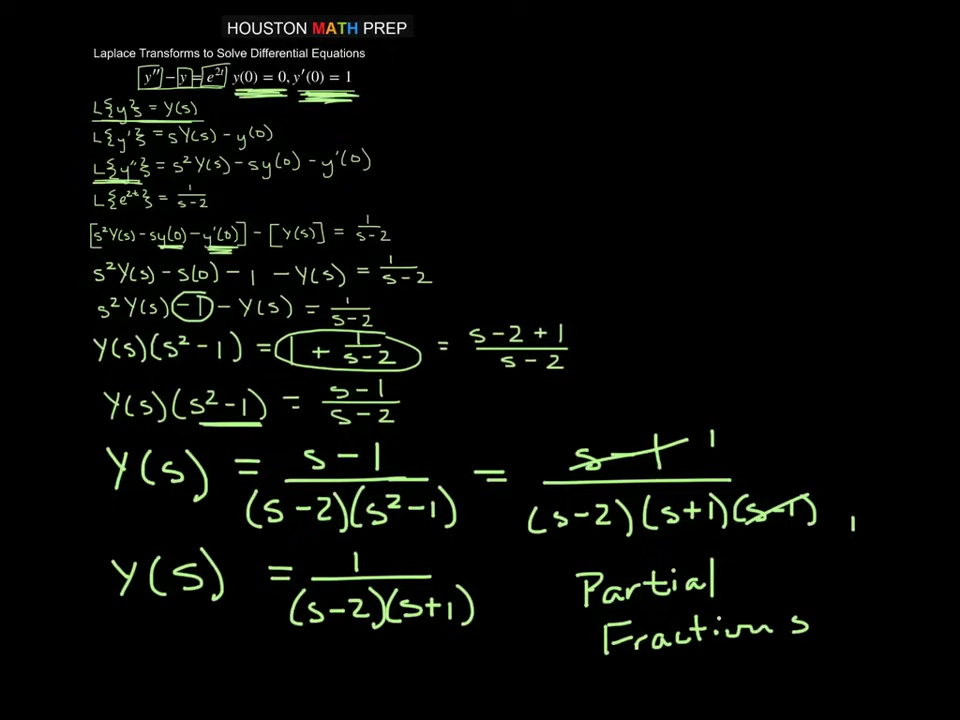 HOUSTON MATH PREP
Laplace Transforms to Solve Differential Equations
y'' − y = e^{2t} y(0) = 0, y'(0) = 1
L{y} = Y(s)
L{y'} = sY(s) − y(0)
L{y''} = s²Y(s) − sy(0) − y'(0)
L{e^{2t}} = 1/(s−2)
[s²Y(s) − sy(0) − y'(0)] − [Y(s)] = 1/(s−2)
s²Y(s) − s(0) − 1 − Y(s) = 1/(s−2)
s²Y(s) − 1 − Y(s) = 1/(s−2)
Y(s)(s² − 1) = 1 + 1/(s−2) = (s−2+1)/(s−2)
Y(s)(s²−1) = (s−1)/(s−2)
Y(s) = (s−1)/((s−2)(s²−1)) = (s−1) 1/((s−2)(s+1)(s−1)) 1
Y(s) = 1/((s−2)(s+1))
Partial
Fractions